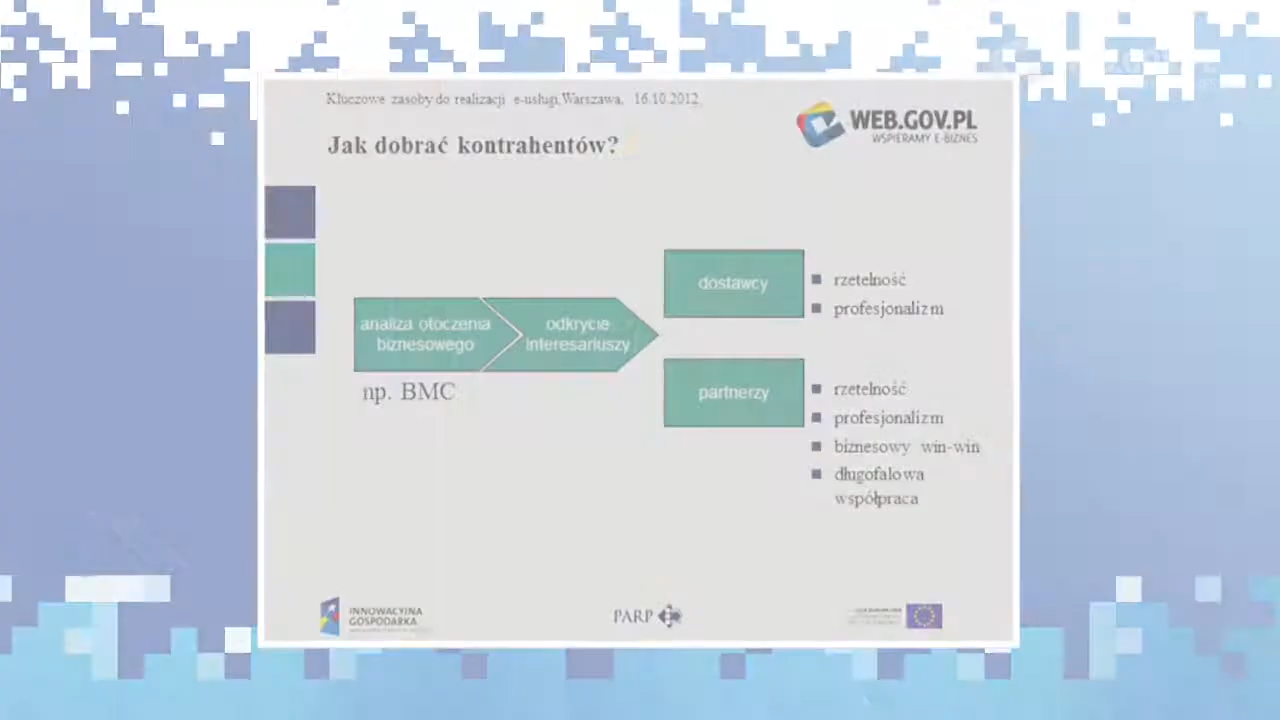 Kluczowe zasoby do realizacji e-usługi,Warszawa, 16.10.2012
Jak dobrać kontrahentów?
WEB.GOV.PL
WSPIERAMY E-BIZNES
analiza otoczenia
biznesowego
odkrycie
interesariuszy
np. BMC
dostawcy
rzetelność
profesjonalizm
partnerzy
rzetelność
profesjonalizm
biznesowy win-win
długofalowa
współpraca
INNOWACYJNA
GOSPODARKA
PARP